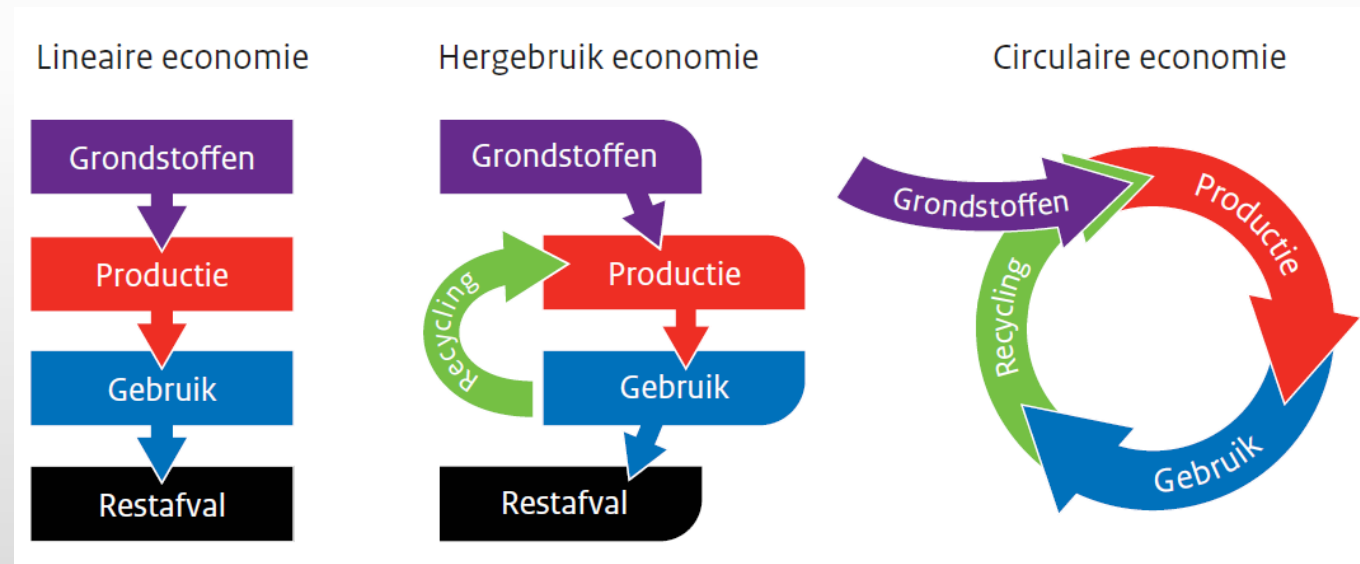 Lineaire economie
Grondstoffen
Productie
Gebruik
Restafval
Hergebruik economie
Grondstoffen
Productie
Recycling
Gebruik
Restafval
Circulaire economie
Grondstoffen
Productie
Gebruik
Recycling